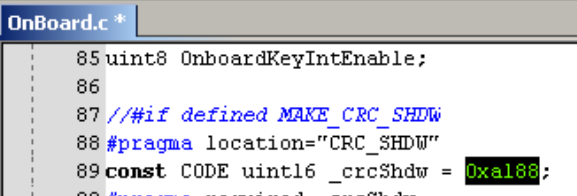 OnBoard.c *
85 uint8 OnboardKeyIntEnable;
86
87 //#if defined MAKE_CRC_SHDW
88 #pragma location="CRC_SHDW"
89 const CODE uint16 _crcShdw = 0xa188;